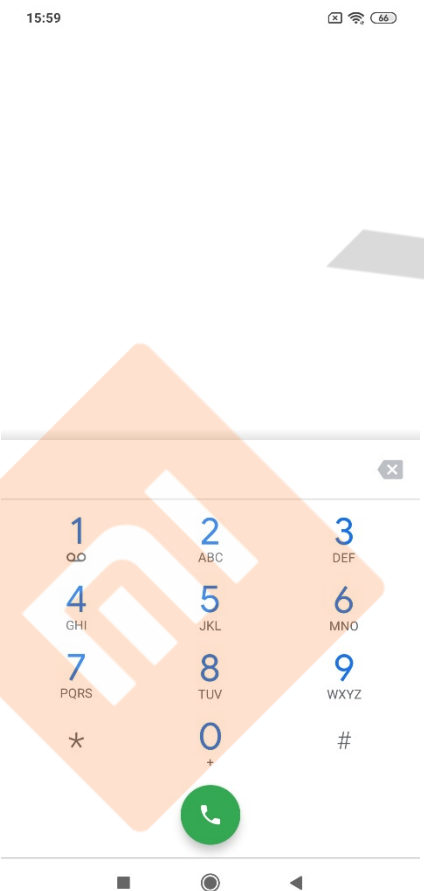 15:59
66
1 2 3
ABC DEF
4 5 6
GHI JKL MNO
7 8 9
PQRS TUV WXYZ
* 0 #
+
mi